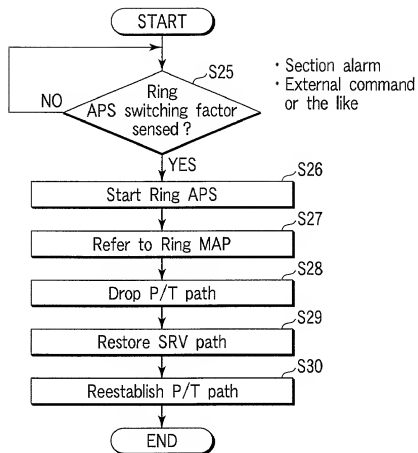 START
S25
Ring
APS switching factor
sensed ?
NO
YES
· Section alarm
· External command
or the like
S26
Start Ring APS
S27
Refer to Ring MAP
S28
Drop P/T path
S29
Restore SRV path
S30
Reestablish P/T path
END